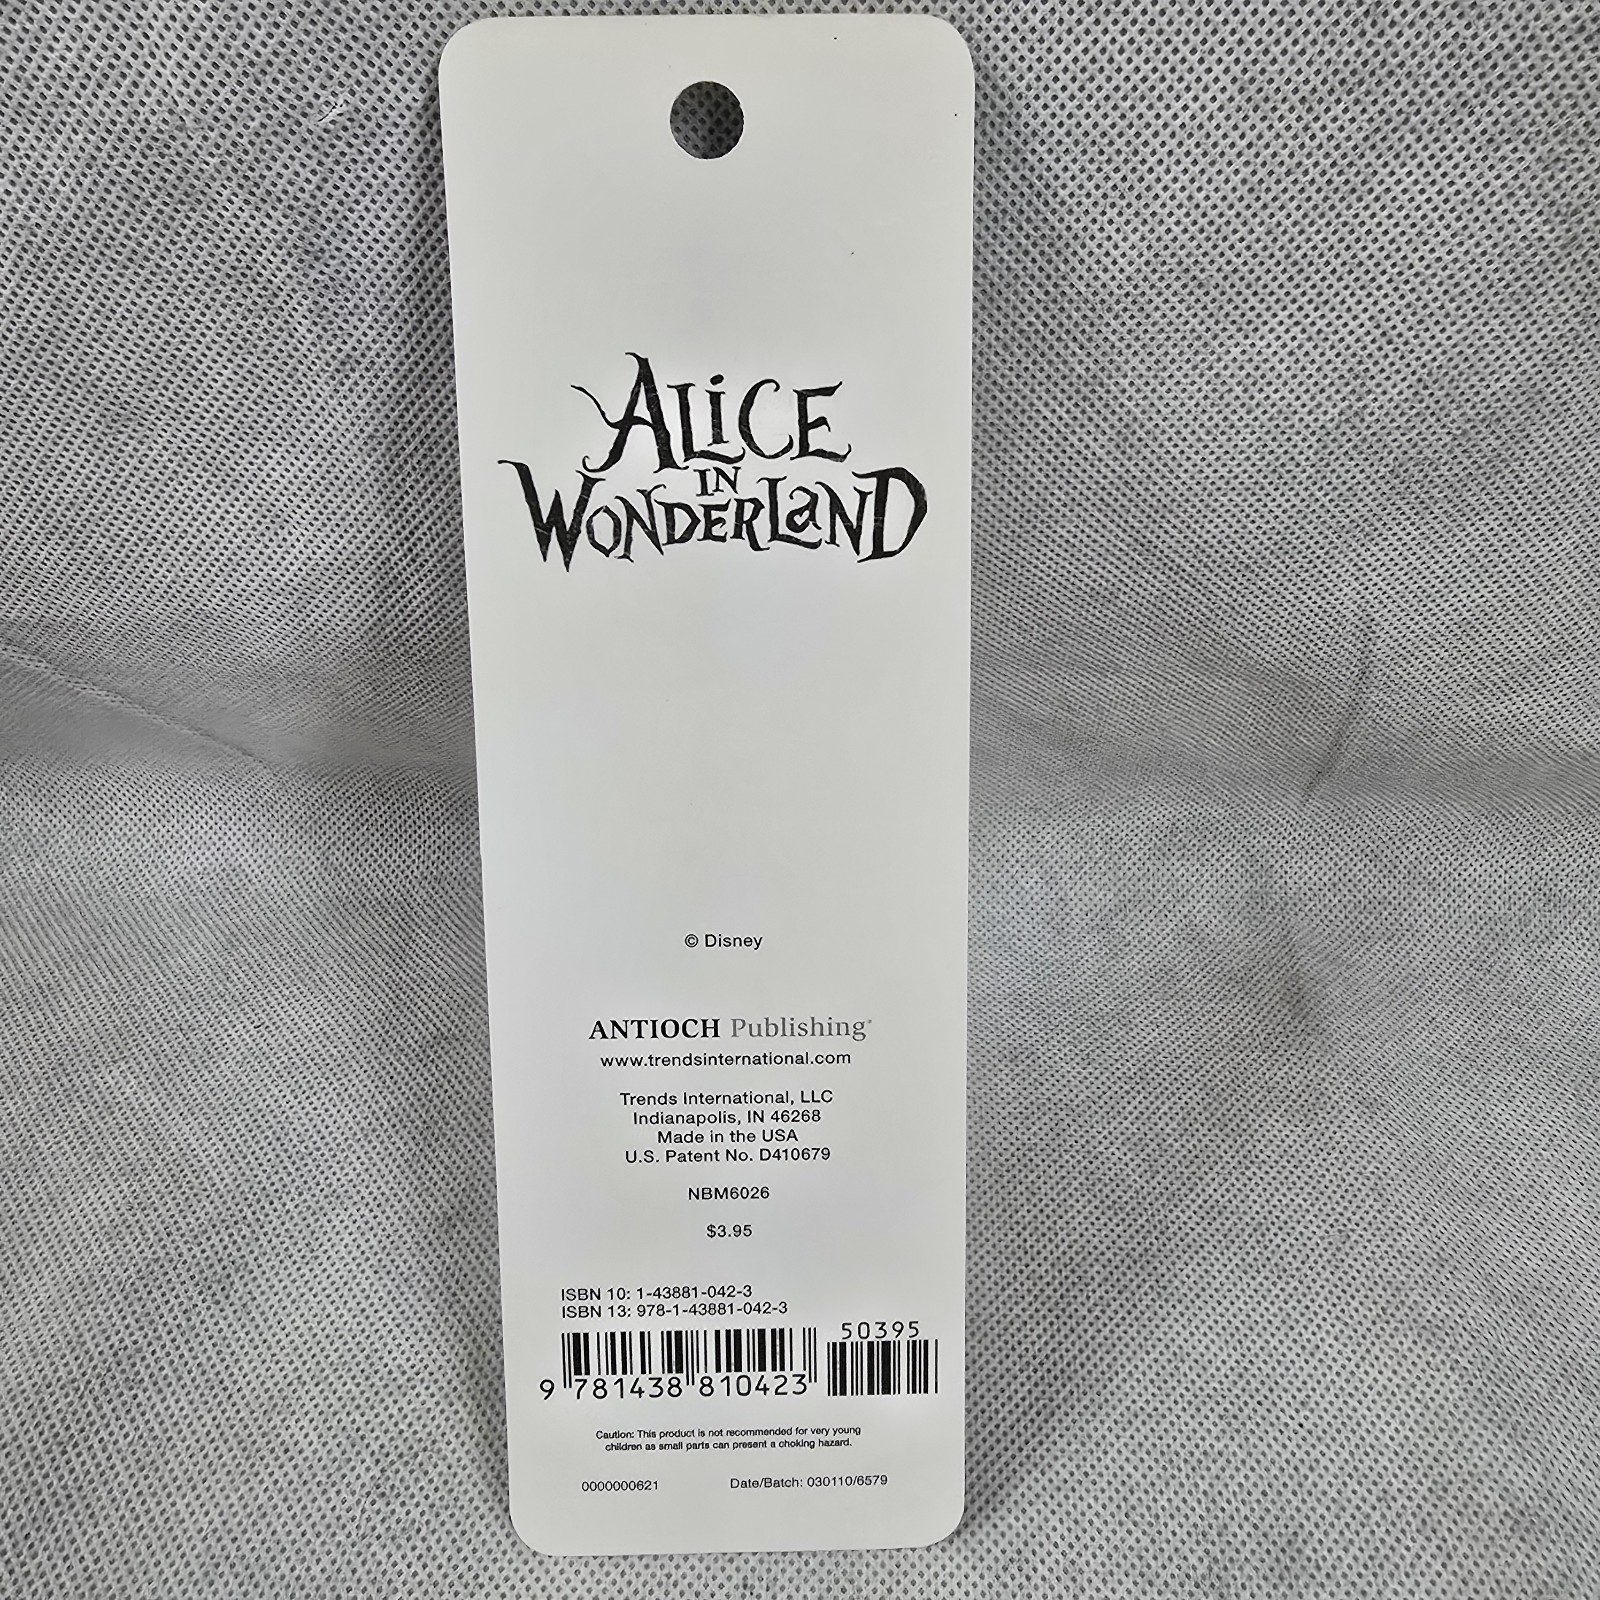 ALiCE
IN
WONDERLaND
© Disney
ANTIOCH Publishing®
www.trendsinternational.com
Trends International, LLC
Indianapolis, IN 46268
Made in the USA
U.S. Patent No. D410679
NBM6026
$3.95
ISBN 10: 1-43881-042-3
ISBN 13: 978-1-43881-042-3
50395
9 781438 810423
Caution: This product is not recommended for very young
children as small parts can present a choking hazard.
0000000621 Date/Batch: 030110/6579